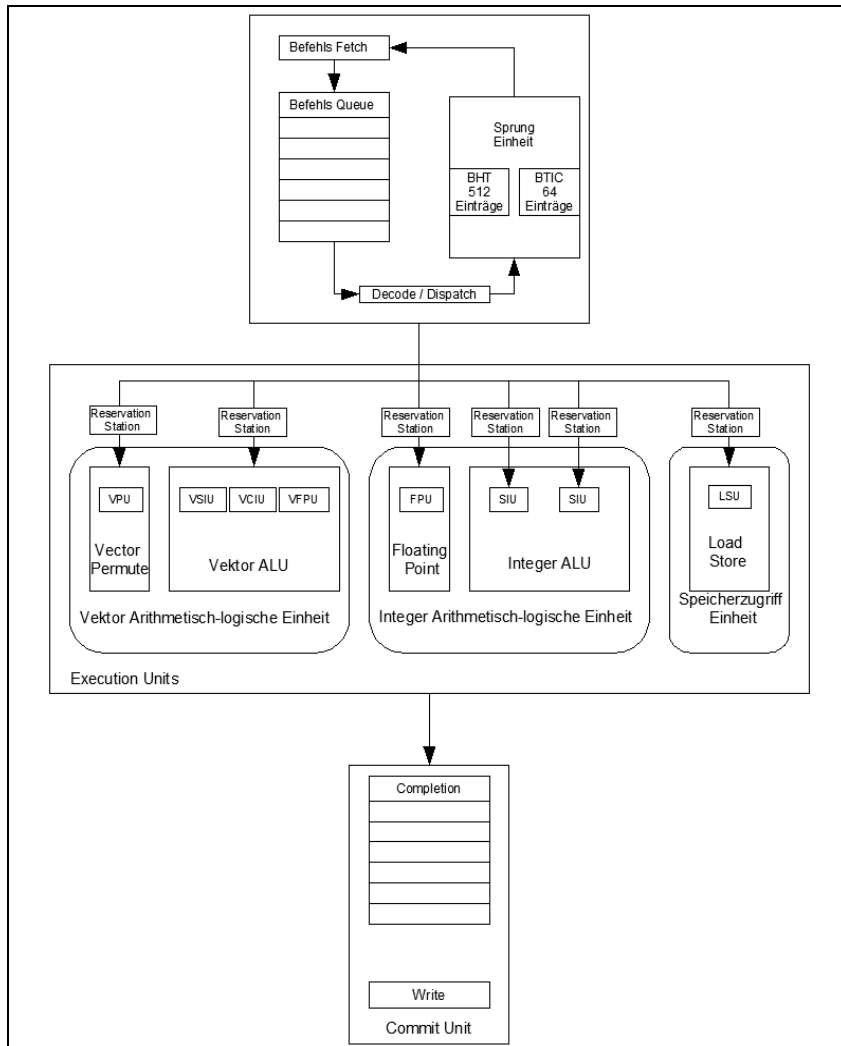 Befehls Fetch
Befehls Queue
Sprung
Einheit
BHT
512
Einträge
BTIC
64
Einträge
Decode / Dispatch
Reservation
Station
Reservation
Station
Reservation
Station
Reservation
Station
Reservation
Station
Reservation
Station
VPU
Vector
Permute
VSIU
VCIU
VFPU
Vektor ALU
Vektor Arithmetisch-logische Einheit
FPU
Floating
Point
SIU
SIU
Integer ALU
Integer Arithmetisch-logische Einheit
LSU
Load
Store
Speicherzugriff
Einheit
Execution Units
Completion
Write
Commit Unit